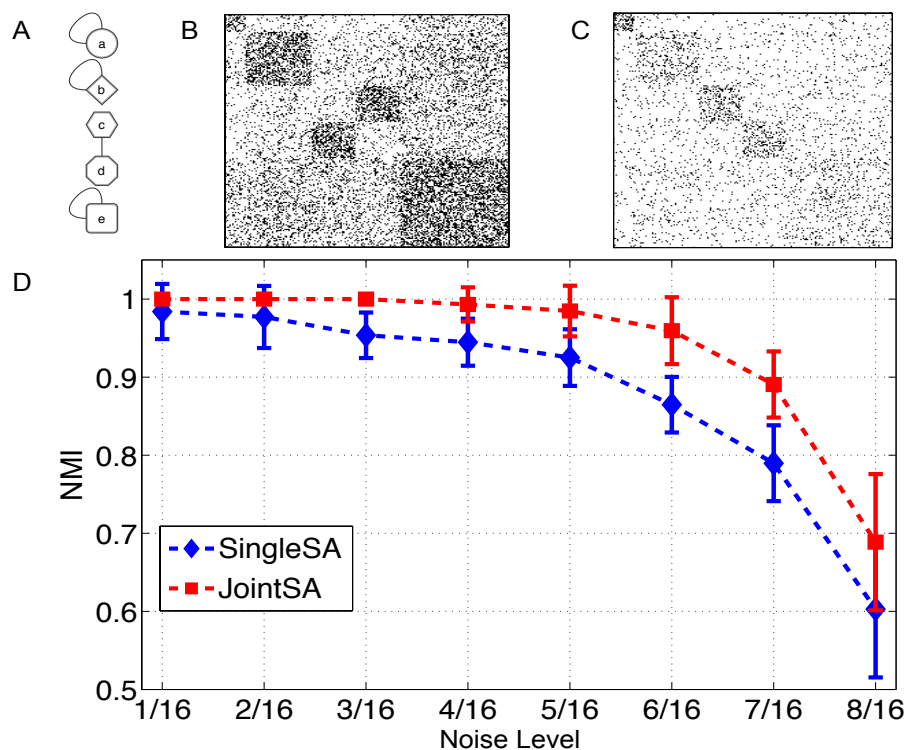 A
a
b
c
d
e
B
C
D
NMI
1
0.9
0.8
0.7
0.6
0.5
SingleSA
JointSA
1/16 2/16 3/16 4/16 5/16 6/16 7/16 8/16
Noise Level